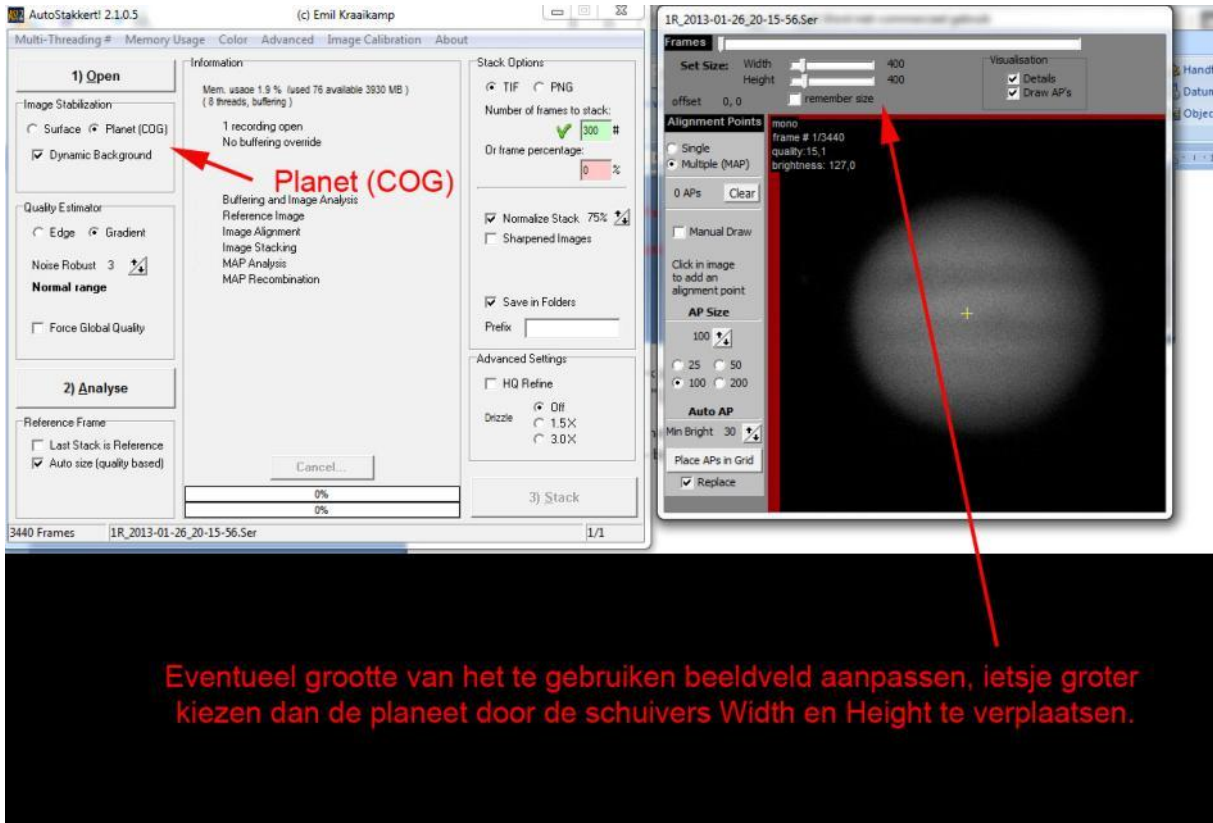 AutoStakkert! 2.1.0.5 (c) Emil Kraaikamp
Multi-Threading # Memory Usage Color Advanced Image Calibration About
1) Open
Image Stabilization
Surface Planet (COG)
Dynamic Background
Planet (COG)
Quality Estimator
Edge Gradient
Noise Robust 3
Normal range
Force Global Quality
2) Analyse
Reference Frame
Last Stack is Reference
Auto size (quality based)
Information
Mem. usage 1.9 % (used 76 available 3930 MB )
( 8 threads, buffering )
1 recording open
No buffering override
Buffering and Image Analysis
Reference Image
Image Alignment
Image Stacking
MAP Analysis
MAP Recombination
Cancel...
0%
0%
Stack Options
TIF PNG
Number of frames to stack:
300 #
Or frame percentage:
0 %
Normalize Stack 75%
Sharpened Images
Save in Folders
Prefix
Advanced Settings
HQ Refine
Drizzle
Off
1.5X
3.0X
3) Stack
3440 Frames 1R_2013-01-26_20-15-56.Ser 1/1
1R_2013-01-26_20-15-56.Ser
Frames
Set Size: Width 400
Height 400
offset 0, 0 remember size
Visualisation
Details
Draw AP's
Alignment Points
Single
Multiple (MAP)
0 APs Clear
Manual Draw
Click in image
to add an
alignment point
AP Size
100
25 50
100 200
Auto AP
Min Bright 30
Place APs in Grid
Replace
mono
frame # 1/3440
quality:15,1
brightness: 127,0
Handt
Datum
Objec
Eventueel grootte van het te gebruiken beeldveld aanpassen, ietsje groter
kiezen dan de planeet door de schuivers Width en Height te verplaatsen.